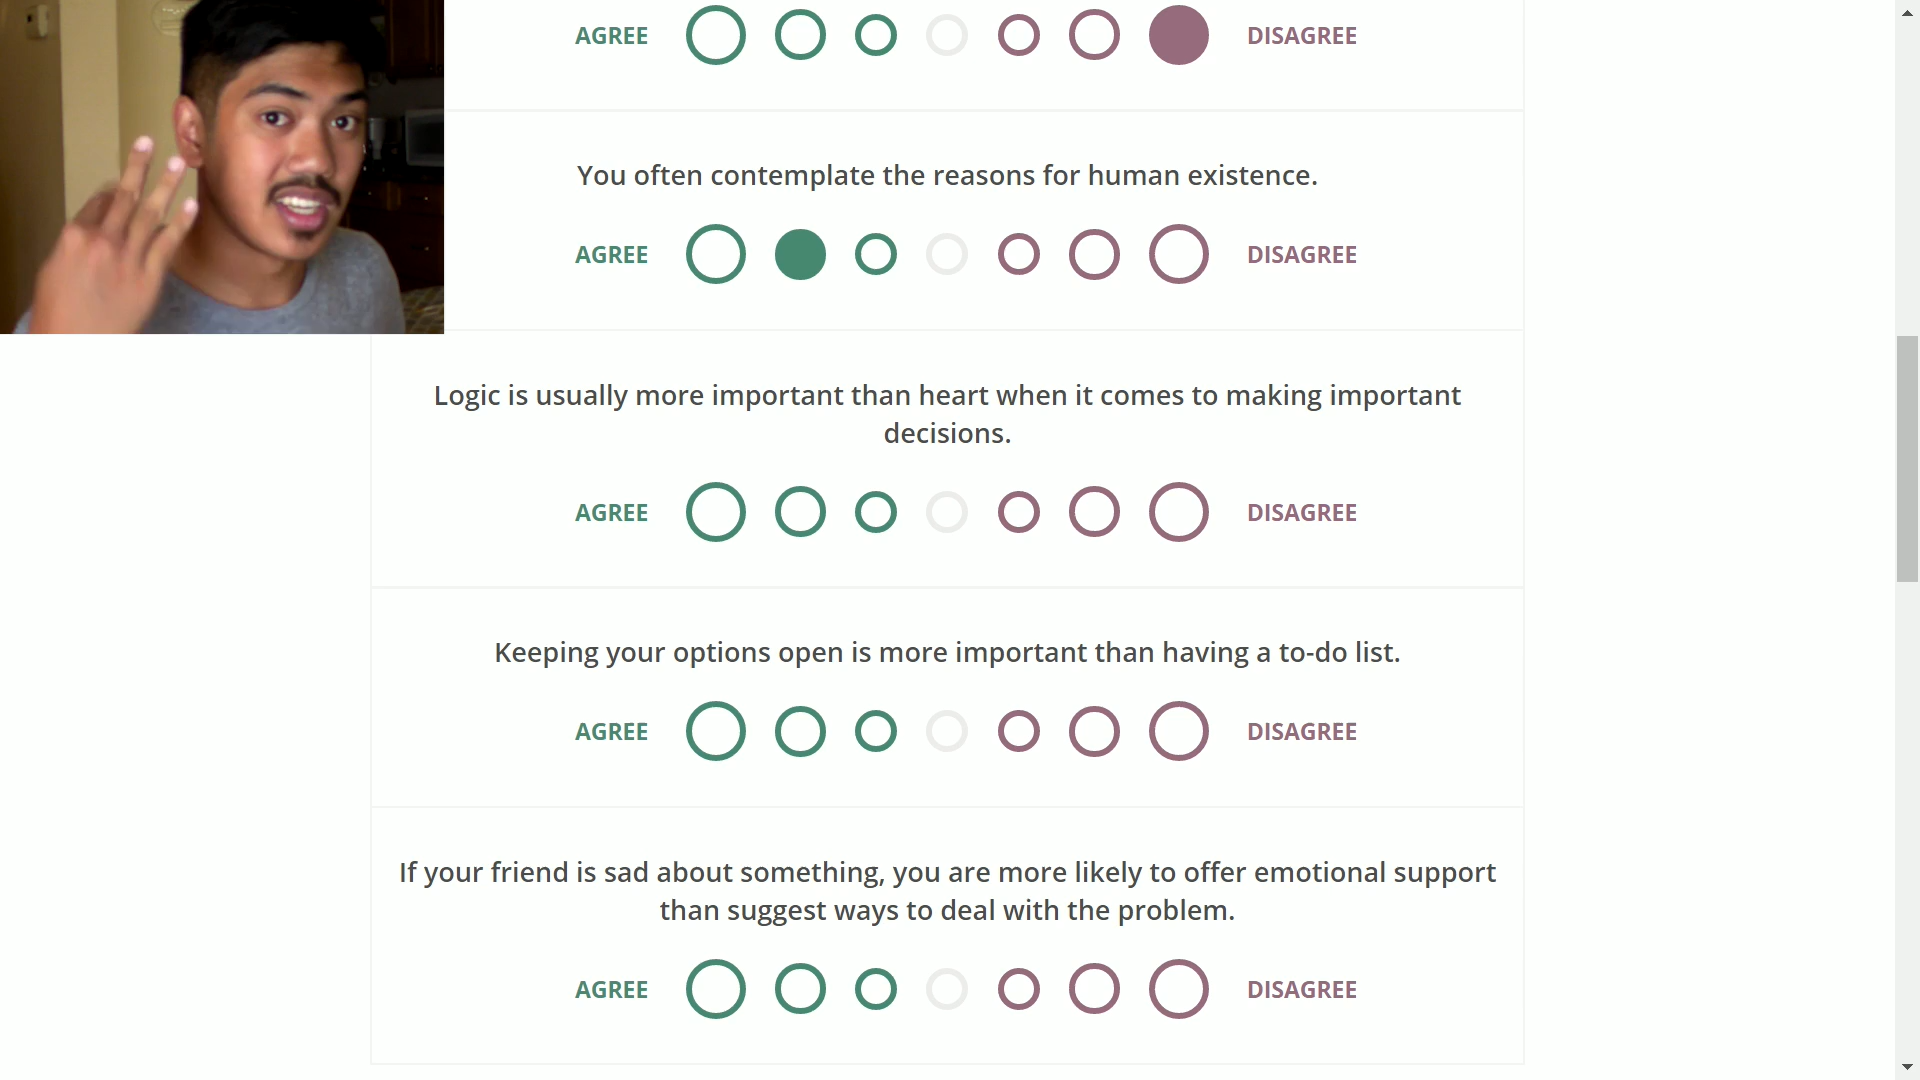 AGREE DISAGREE
You often contemplate the reasons for human existence.
AGREE DISAGREE
Logic is usually more important than heart when it comes to making important
decisions.
AGREE DISAGREE
Keeping your options open is more important than having a to-do list.
AGREE DISAGREE
If your friend is sad about something, you are more likely to offer emotional support
than suggest ways to deal with the problem.
AGREE DISAGREE